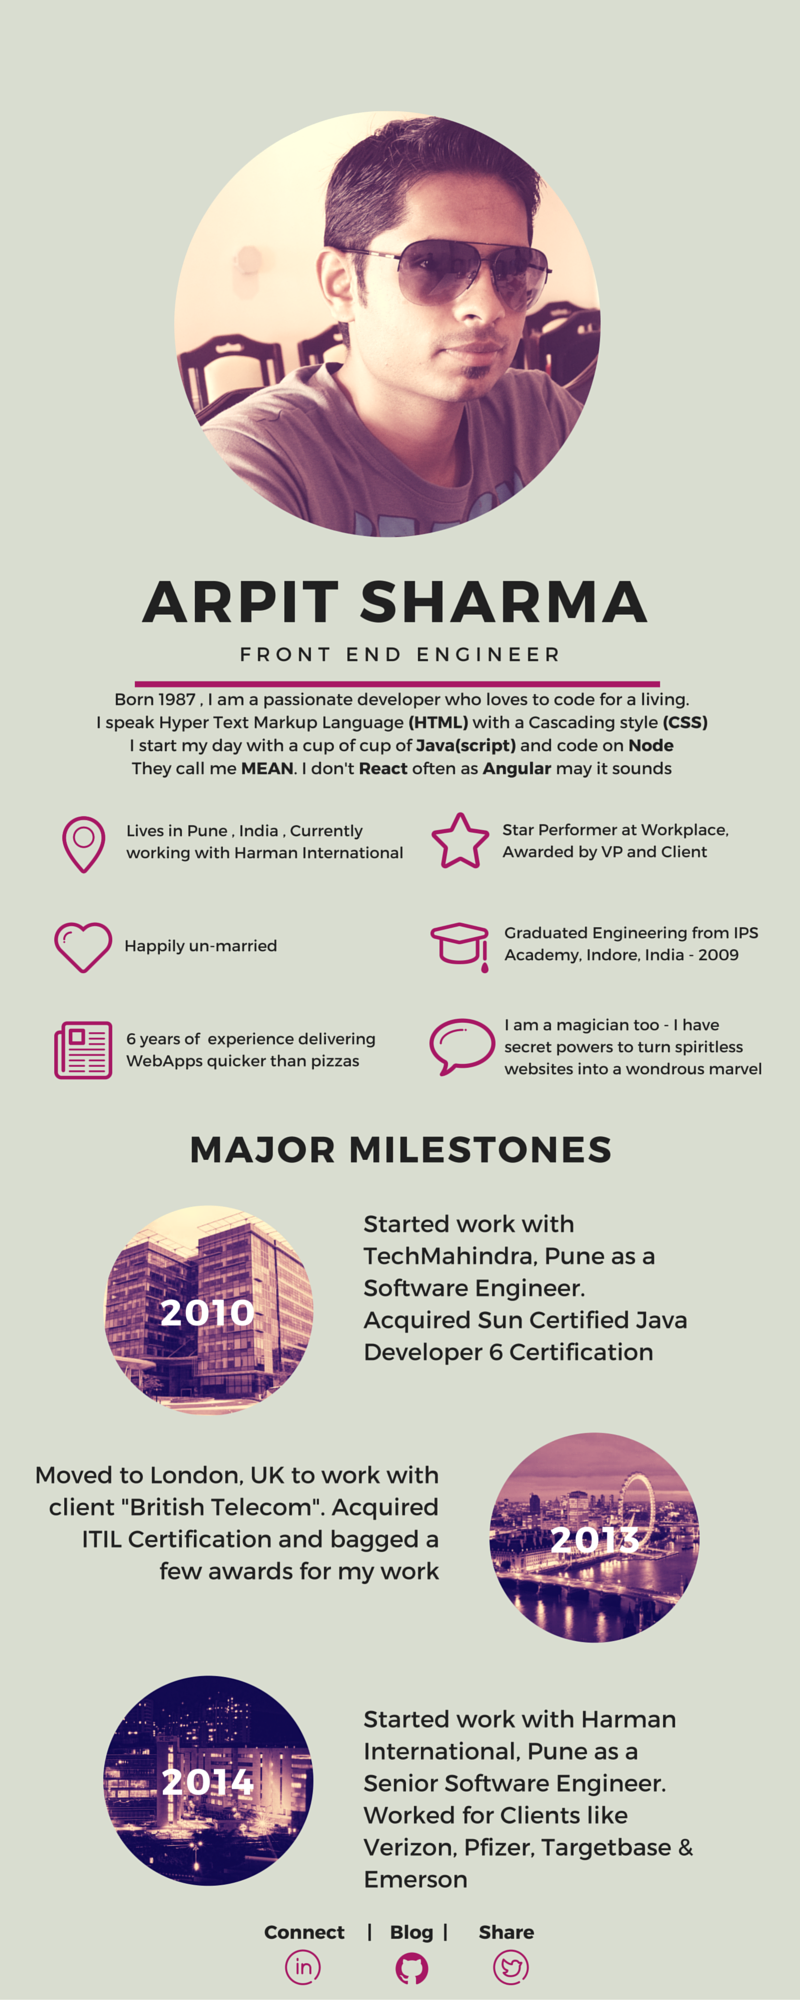 ARPIT SHARMA
FRONT END ENGINEER
Born 1987 , I am a passionate developer who loves to code for a living.
I speak Hyper Text Markup Language (HTML) with a Cascading style (CSS)
I start my day with a cup of cup of Java(script) and code on Node
They call me MEAN. I don't React often as Angular may it sounds
Lives in Pune , India , Currently
working with Harman International
Star Performer at Workplace,
Awarded by VP and Client
Happily un-married
Graduated Engineering from IPS
Academy, Indore, India - 2009
6 years of experience delivering
WebApps quicker than pizzas
I am a magician too - I have
secret powers to turn spiritless
websites into a wondrous marvel
MAJOR MILESTONES
2010
Started work with
TechMahindra, Pune as a
Software Engineer.
Acquired Sun Certified Java
Developer 6 Certification
Moved to London, UK to work with
client "British Telecom". Acquired
ITIL Certification and bagged a
few awards for my work
2013
2014
Started work with Harman
International, Pune as a
Senior Software Engineer.
Worked for Clients like
Verizon, Pfizer, Targetbase &
Emerson
Connect | Blog | Share
in